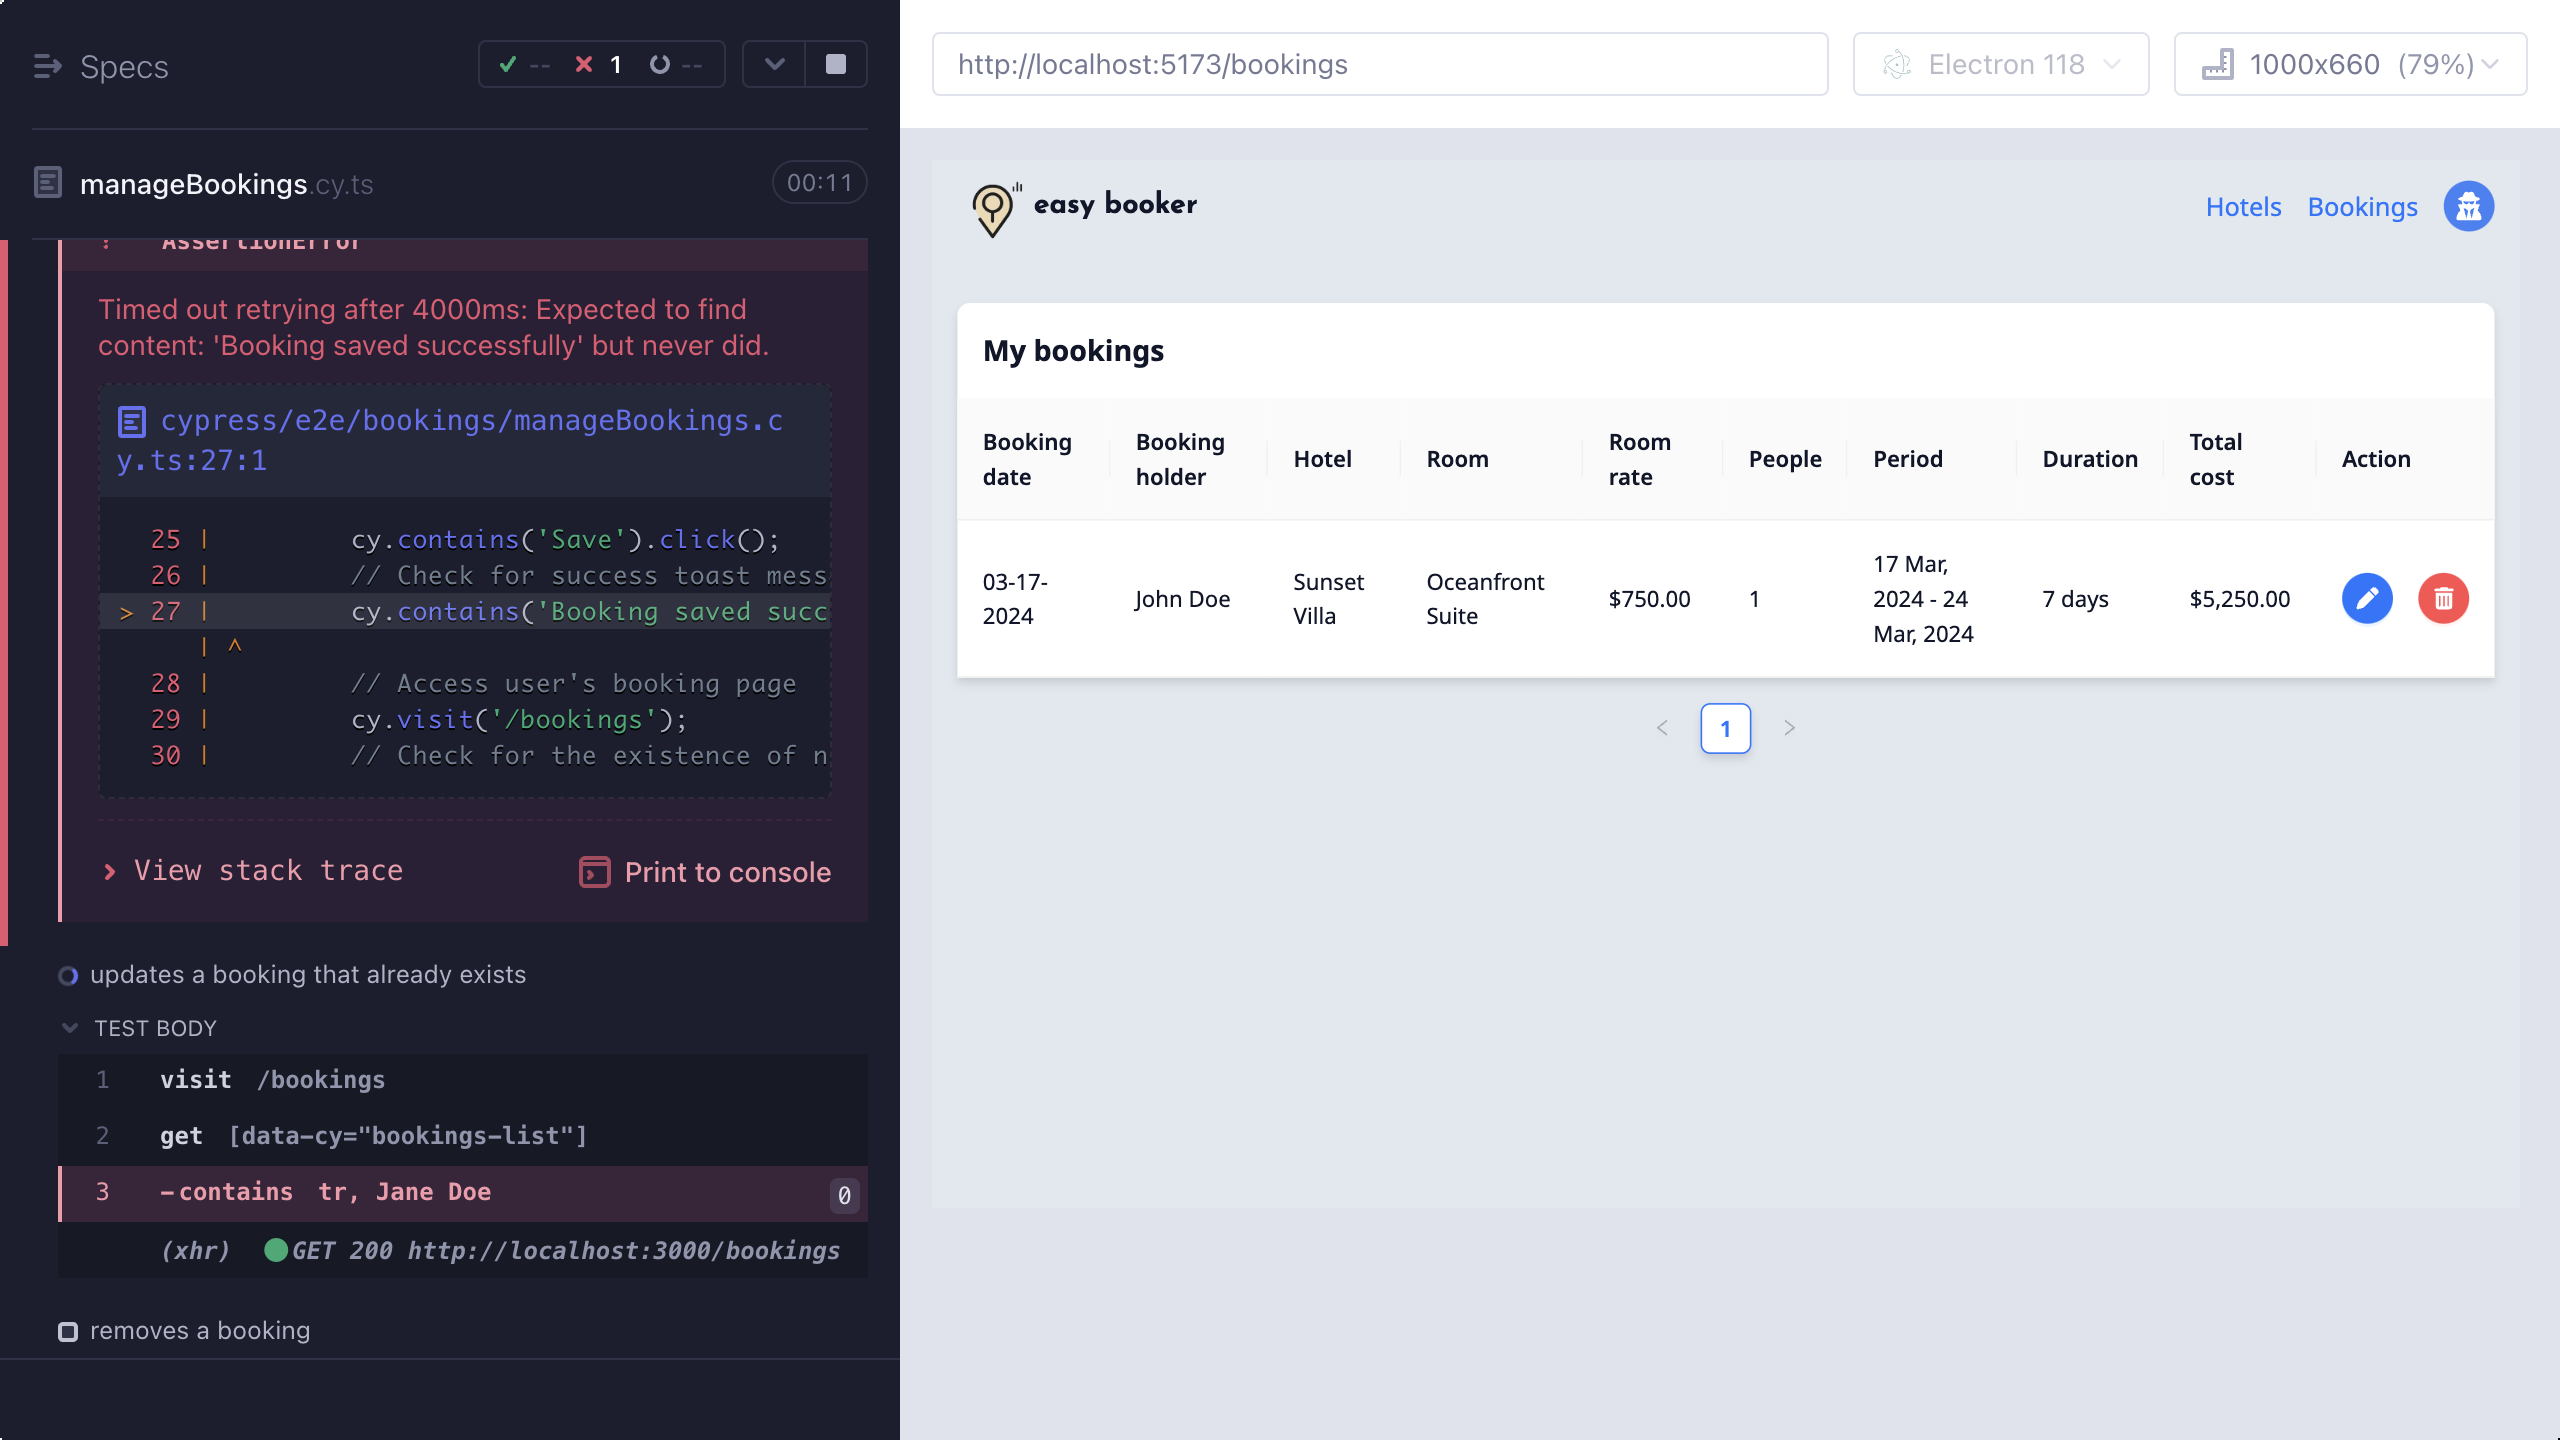 Specs
-- 1 --
manageBookings.cy.ts
00:11
! AssertionError
Timed out retrying after 4000ms: Expected to find
content: 'Booking saved successfully' but never did.
cypress/e2e/bookings/manageBookings.c
y.ts:27:1
25 | cy.contains('Save').click();
26 | // Check for success toast mess
> 27 | cy.contains('Booking saved succ
| ^
28 | // Access user's booking page
29 | cy.visit('/bookings');
30 | // Check for the existence of n
View stack trace
Print to console
updates a booking that already exists
TEST BODY
1 visit /bookings
2 get [data-cy="bookings-list"]
3 -contains tr, Jane Doe 0
(xhr) GET 200 http://localhost:3000/bookings
removes a booking
http://localhost:5173/bookings
Electron 118
1000x660 (79%)
easy booker
Hotels
Bookings
My bookings
Booking
date
Booking
holder
Hotel
Room
Room
rate
People
Period
Duration
Total
cost
Action
03-17-
2024
John Doe
Sunset
Villa
Oceanfront
Suite
$750.00
1
17 Mar,
2024 - 24
Mar, 2024
7 days
$5,250.00
< 1 >